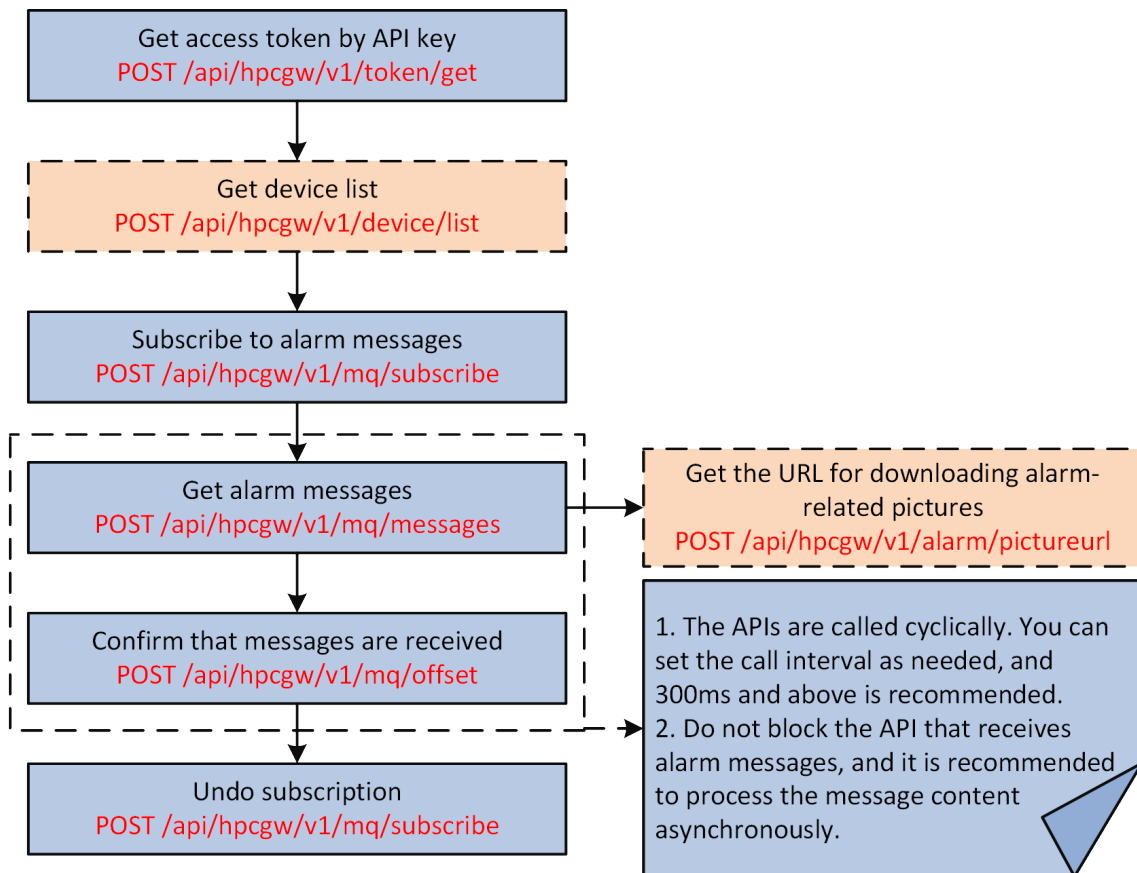 Get access token by API key
POST /api/hpcgw/v1/token/get
Get device list
POST /api/hpcgw/v1/device/list
Subscribe to alarm messages
POST /api/hpcgw/v1/mq/subscribe
Get alarm messages
POST /api/hpcgw/v1/mq/messages
Get the URL for downloading alarm-
related pictures
POST /api/hpcgw/v1/alarm/pictureurl
Confirm that messages are received
POST /api/hpcgw/v1/mq/offset
1. The APIs are called cyclically. You can
set the call interval as needed, and
300ms and above is recommended.
2. Do not block the API that receives
alarm messages, and it is recommended
to process the message content
asynchronously.
Undo subscription
POST /api/hpcgw/v1/mq/subscribe